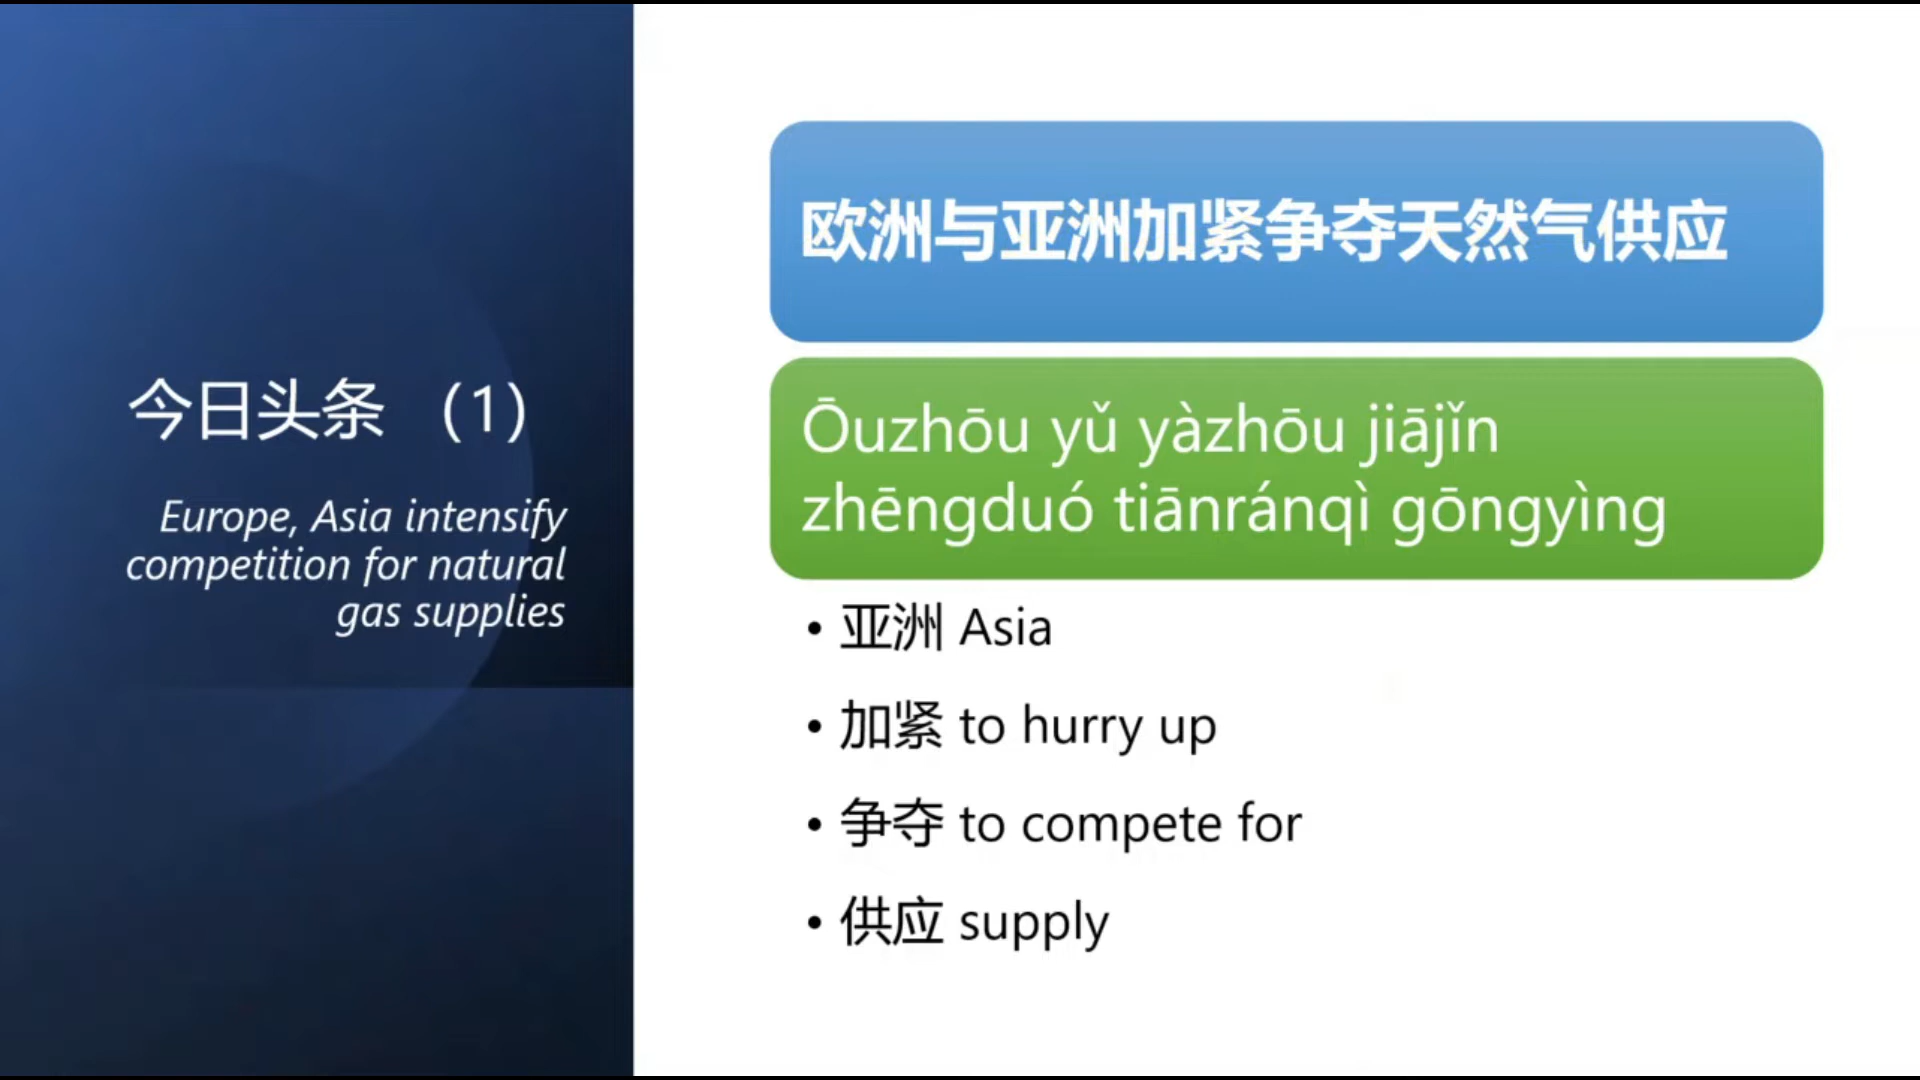 今日头条 （1）
Europe, Asia intensify
competition for natural
gas supplies
欧洲与亚洲加紧争夺天然气供应
Ōuzhōu yǔ yàzhōu jiājǐn
zhēngduó tiānránqì gōngyìng
• 亚洲 Asia
• 加紧 to hurry up
• 争夺 to compete for
• 供应 supply